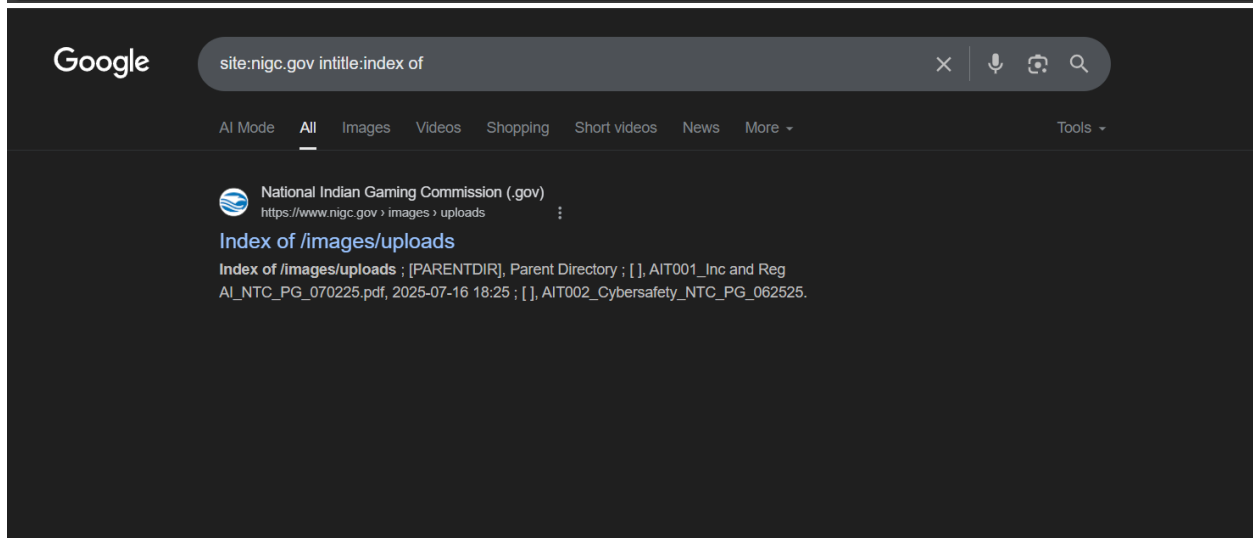 Google
site:nigc.gov intitle:index of
AI Mode All Images Videos Shopping Short videos News More Tools
National Indian Gaming Commission (.gov)
https://www.nigc.gov › images › uploads
Index of /images/uploads
Index of /images/uploads ; [PARENTDIR], Parent Directory ; [ ], AIT001_Inc and Reg
AI_NTC_PG_070225.pdf, 2025-07-16 18:25 ; [ ], AIT002_Cybersafety_NTC_PG_062525.